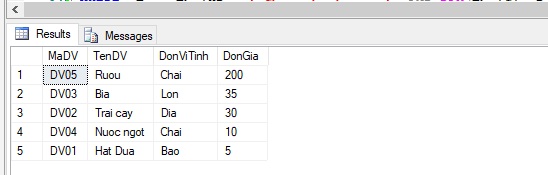 Results Messages
MaDV TenDV DonViTinh DonGia
1 DV05 Ruou Chai 200
2 DV03 Bia Lon 35
3 DV02 Trai cay Dia 30
4 DV04 Nuoc ngot Chai 10
5 DV01 Hat Dua Bao 5